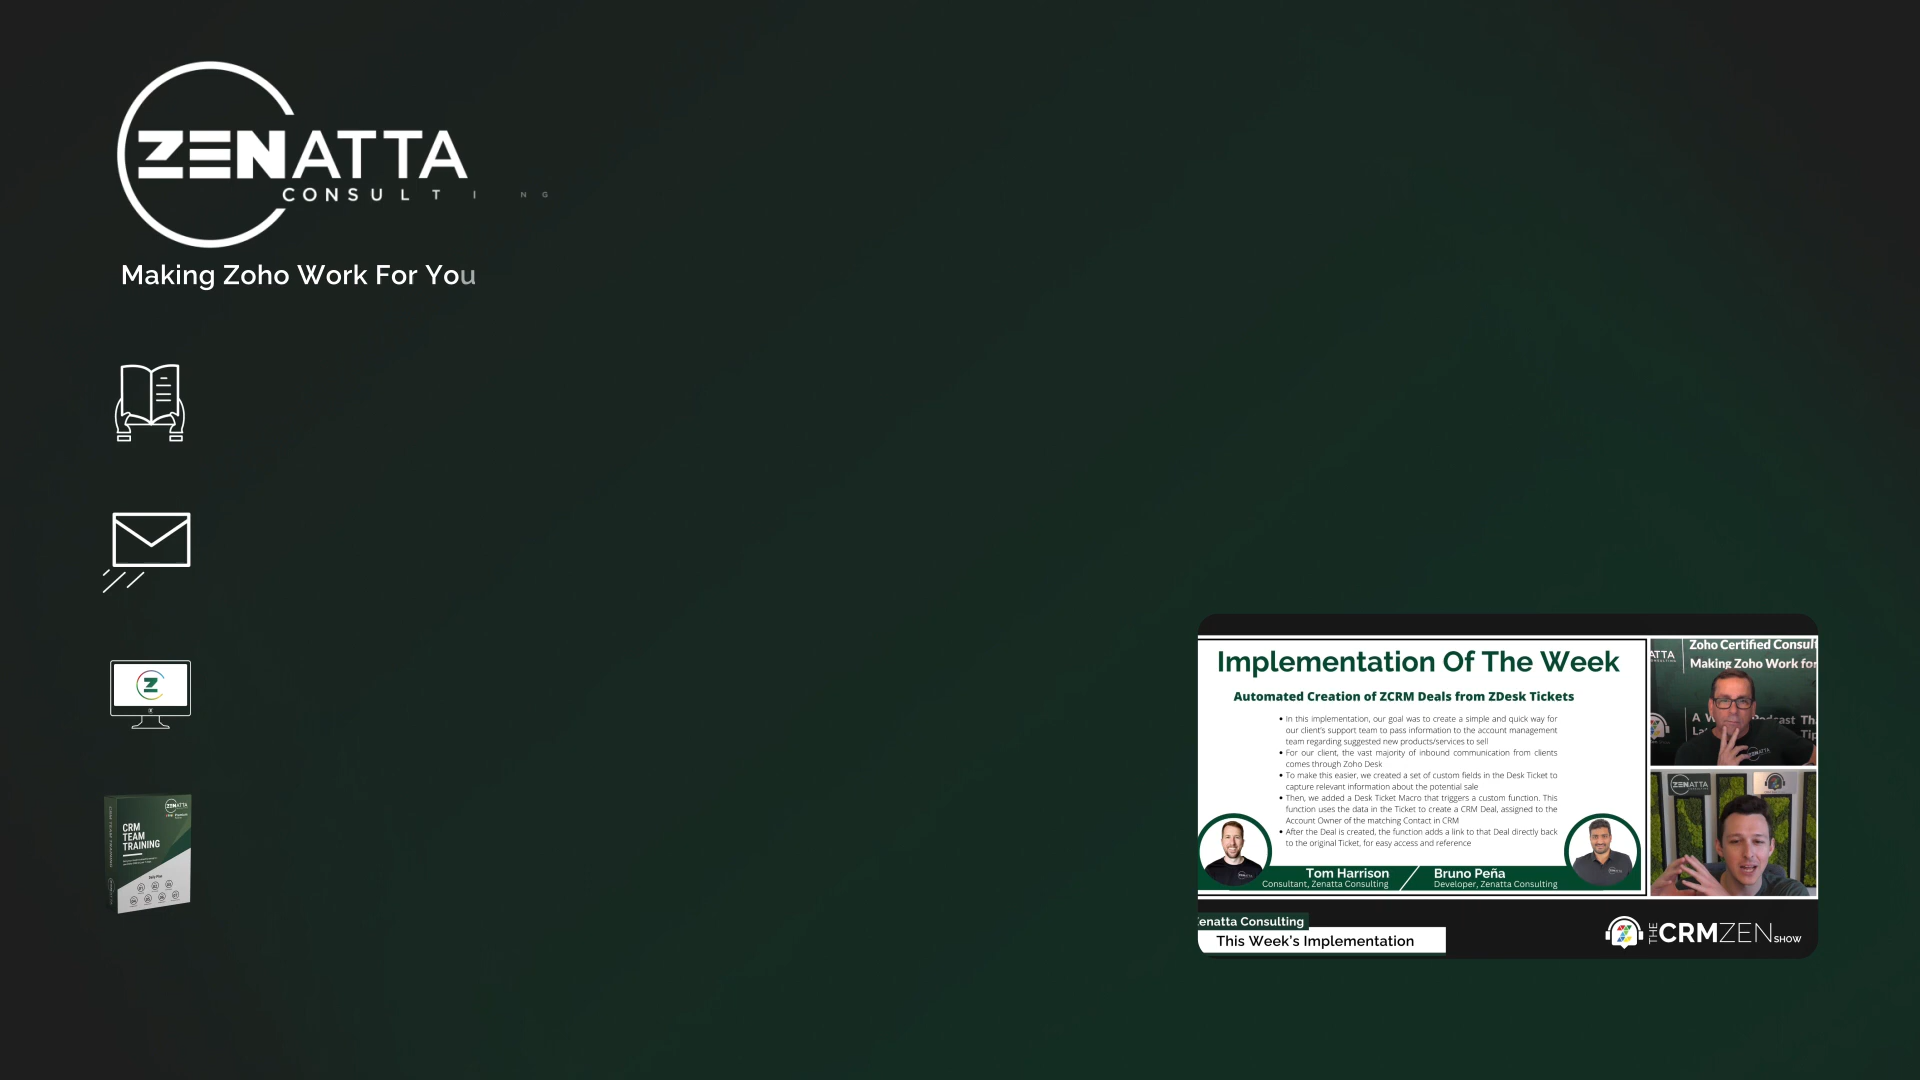 ZENATTA
CONSULTING
Making Zoho Work For You
CRM
TEAM
TRAINING
Implementation Of The Week
Automated Creation of ZCRM Deals from ZDesk Tickets
In this implementation, our goal was to create a simple and quick way for
our client's support team to pass information to the account management
team regarding suggested new products/services to sell
For our client, the vast majority of inbound communication from clients
comes through Zoho Desk
To make this easier, we created a set of custom fields in the Desk Ticket to
capture relevant information about the potential sale
Then, we added a Desk Ticket Macro that triggers a custom function. This
function uses the data in the Ticket to create a CRM Deal, assigned to the
Account Owner of the matching Contact in CRM
After the Deal is created, the function adds a link to that Deal directly back
to the original Ticket, for easy access and reference
Tom Harrison
Consultant, Zenatta Consulting
Bruno Peña
Developer, Zenatta Consulting
Zoho Certified Consult
Making Zoho Work for
ZENATTA
enatta Consulting
This Week's Implementation
THE CRMZEN SHOW